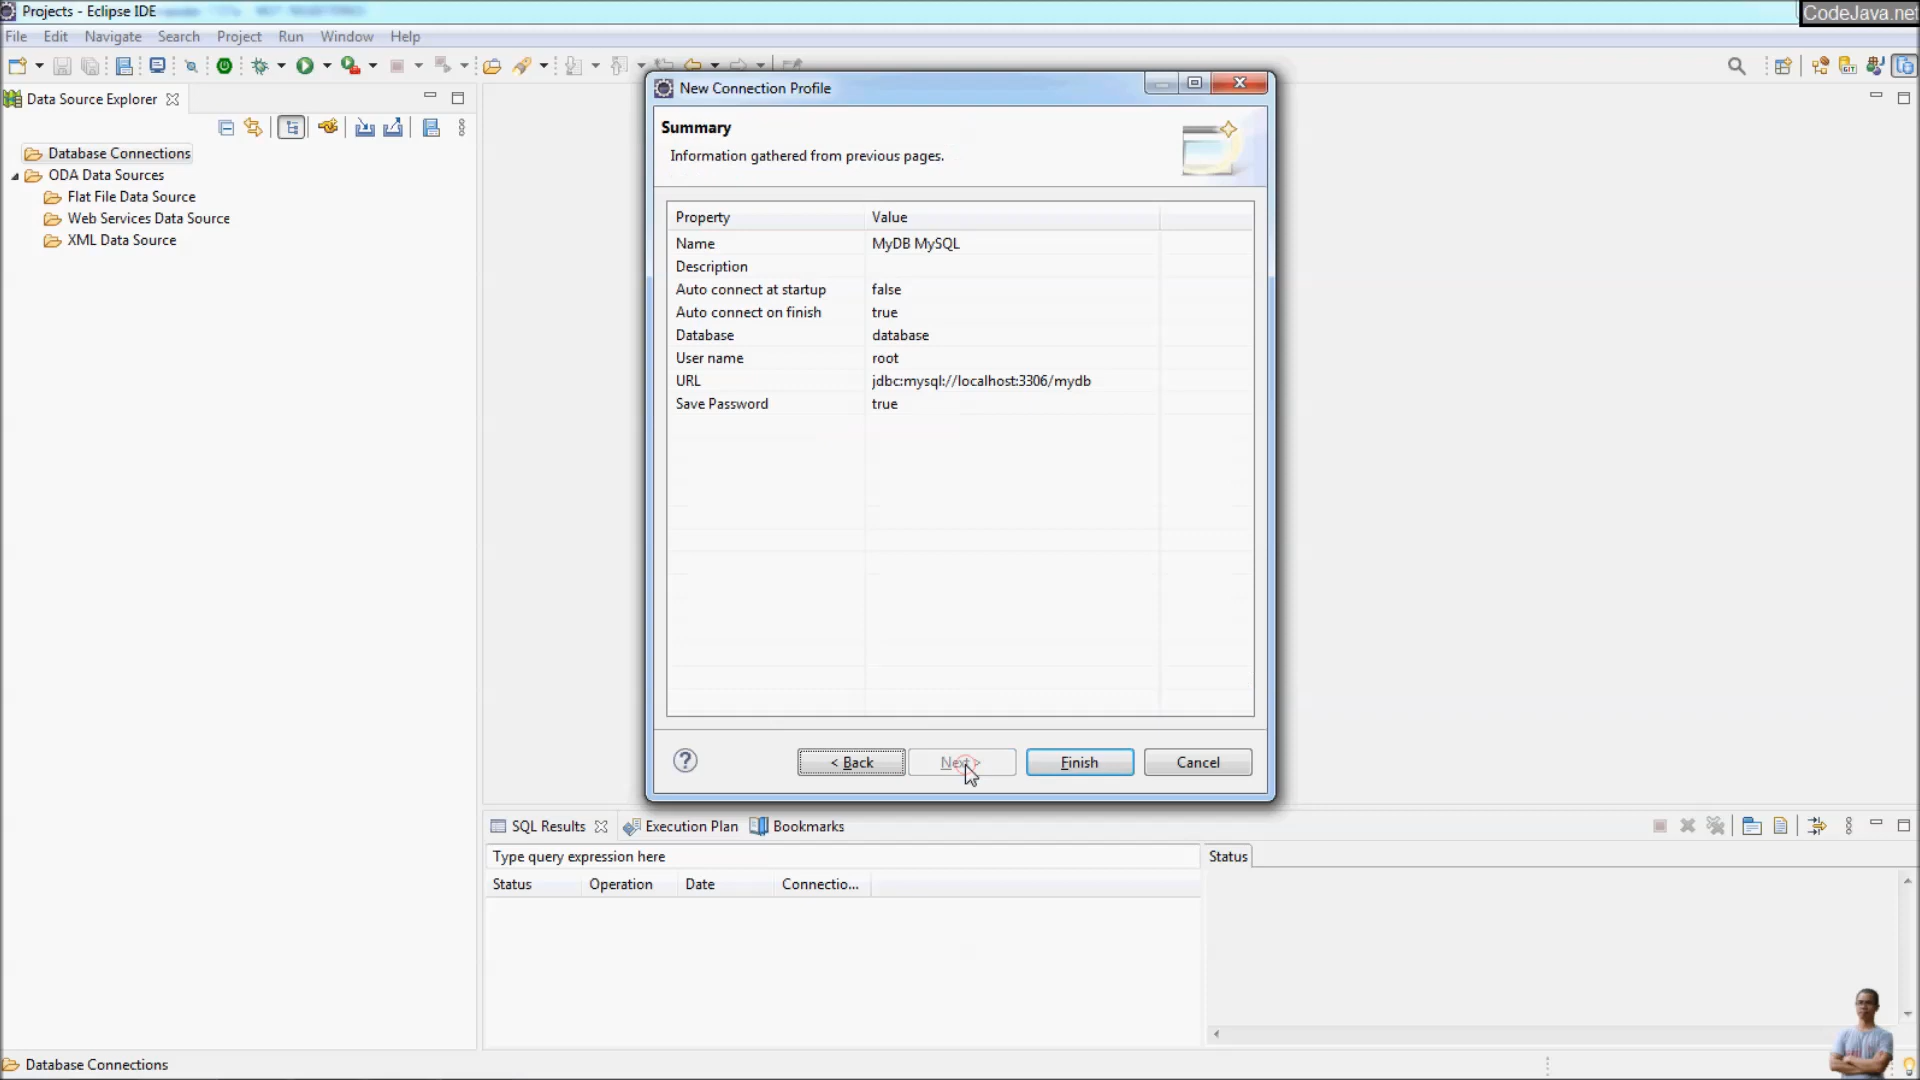 Projects - Eclipse IDE
CodeJava.net
File Edit Navigate Search Project Run Window Help
Data Source Explorer
Database Connections
ODA Data Sources
Flat File Data Source
Web Services Data Source
XML Data Source
New Connection Profile
Summary
Information gathered from previous pages.
Property Value
Name MyDB MySQL
Description
Auto connect at startup false
Auto connect on finish true
Database database
User name root
URL jdbc:mysql://localhost:3306/mydb
Save Password true
? < Back Next > Finish Cancel
SQL Results Execution Plan Bookmarks
Type query expression here
Status
Status Operation Date Connectio...
Database Connections